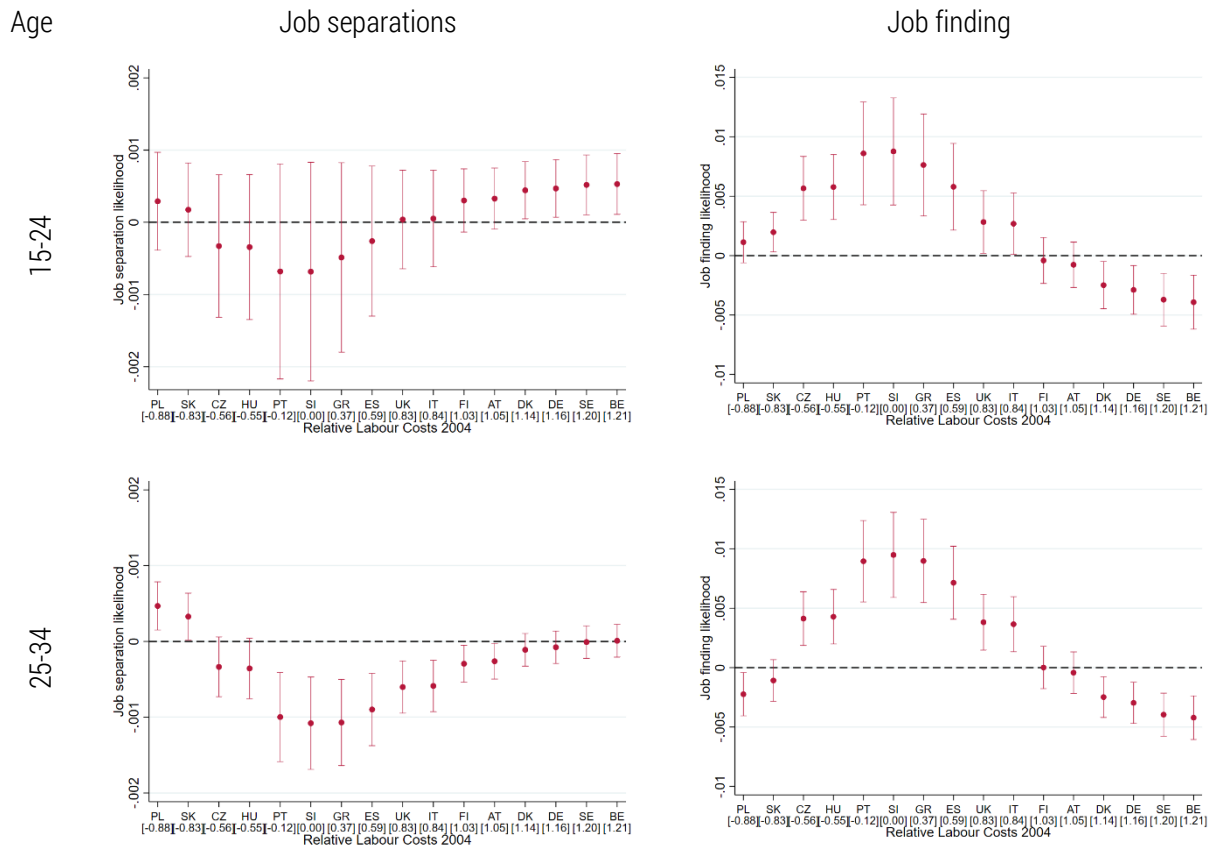 Age Job separations Job finding
15-24
Job separation likelihood
.002
.001
0
-.001
-.002
PL SK CZ HU PT SI GR ES UK IT FI AT DK DE SE BE
[-0.88] [-0.83] [-0.56] [-0.55] [-0.12] [0.00] [0.37] [0.59] [0.83] [0.84] [1.03] [1.05] [1.14] [1.16] [1.20] [1.21]
Relative Labour Costs 2004
Job finding likelihood
.015
.01
.005
0
-.005
-.01
PL SK CZ HU PT SI GR ES UK IT FI AT DK DE SE BE
[-0.88] [-0.83] [-0.56] [-0.55] [-0.12] [0.00] [0.37] [0.59] [0.83] [0.84] [1.03] [1.05] [1.14] [1.16] [1.20] [1.21]
Relative Labour Costs 2004
25-34
Job separation likelihood
.002
.001
0
-.001
-.002
PL SK CZ HU PT SI GR ES UK IT FI AT DK DE SE BE
[-0.88] [-0.83] [-0.56] [-0.55] [-0.12] [0.00] [0.37] [0.59] [0.83] [0.84] [1.03] [1.05] [1.14] [1.16] [1.20] [1.21]
Relative Labour Costs 2004
Job finding likelihood
.015
.01
.005
0
-.005
-.01
PL SK CZ HU PT SI GR ES UK IT FI AT DK DE SE BE
[-0.88] [-0.83] [-0.56] [-0.55] [-0.12] [0.00] [0.37] [0.59] [0.83] [0.84] [1.03] [1.05] [1.14] [1.16] [1.20] [1.21]
Relative Labour Costs 2004